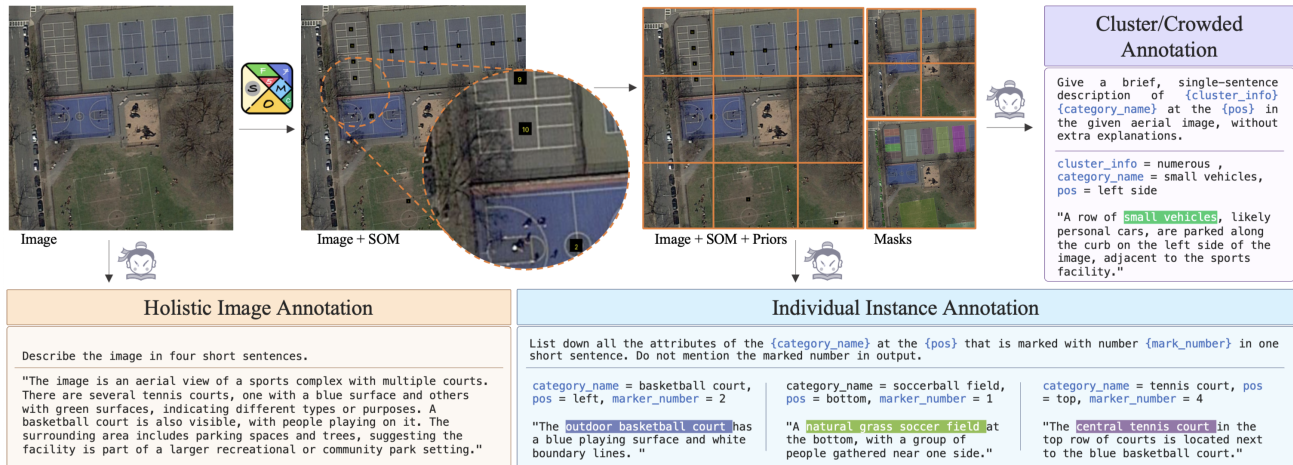 Cluster/Crowded
Annotation
Give a brief, single-sentence
description of {cluster_info}
{category_name} at the {pos} in
the given aerial image, without
extra explanations.
cluster_info = numerous ,
category_name = small vehicles,
pos = left side
"A row of small vehicles, likely
personal cars, are parked along
the curb on the left side of the
image, adjacent to the sports
facility."
S
O
M
9
10
2
Image
Image + SOM
Image + SOM + Priors
Masks
Holistic Image Annotation
Describe the image in four short sentences.
"The image is an aerial view of a sports complex with multiple courts.
There are several tennis courts, one with a blue surface and others
with green surfaces, indicating different types or purposes. A
basketball court is also visible, with people playing on it. The
surrounding area includes parking spaces and trees, suggesting the
facility is part of a larger recreational or community park setting."
Individual Instance Annotation
List down all the attributes of the {category_name} at the {pos} that is marked with number {mark_number} in one
short sentence. Do not mention the marked number in output.
category_name = basketball court,
pos = left, marker_number = 2
"The outdoor basketball court has
a blue playing surface and white
boundary lines. "
category_name = soccerball field,
pos = bottom, marker_number = 1
"A natural grass soccer field at
the bottom, with a group of
people gathered near one side."
category_name = tennis court, pos
= top, marker_number = 4
"The central tennis court in the
top row of courts is located next
to the blue basketball court."